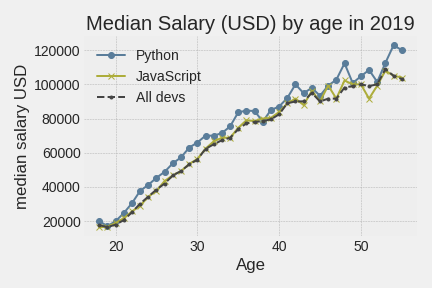 Median Salary (USD) by age in 2019
median salary USD
120000
100000
80000
60000
40000
20000
Python
JavaScript
All devs
20 30 40 50
Age